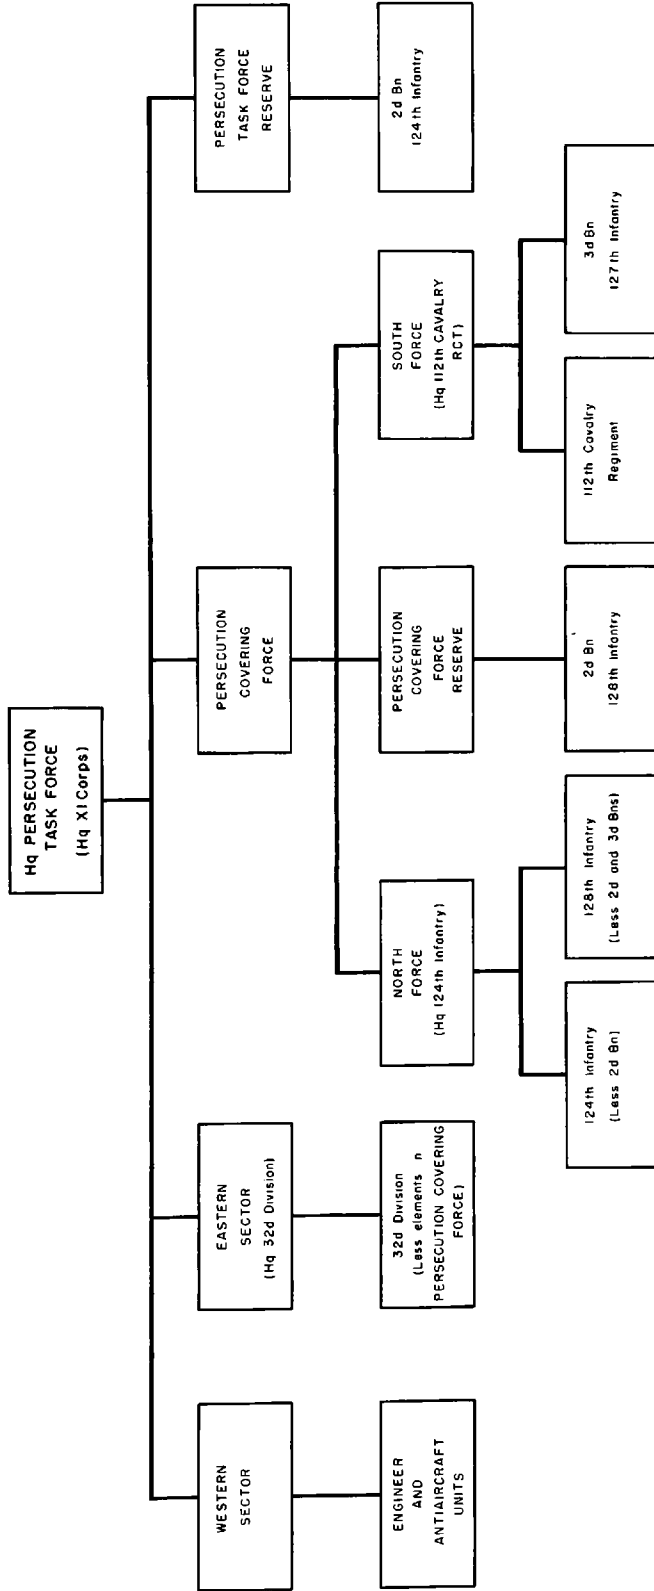 Hq PERSECUTION
TASK FORCE
(Hq XI Corps)
WESTERN
SECTOR
EASTERN
SECTOR
(Hq 32d Division)
PERSECUTION
COVERING
FORCE
PERSECUTION
TASK FORCE
RESERVE
ENGINEER
AND
ANTIAIRCRAFT
UNITS
32d Division
(Less elements n
PERSECUTION COVERING
FORCE)
NORTH
FORCE
(Hq 124th Infantry)
PERSECUTION
COVERING
FORCE
RESERVE
SOUTH
FORCE
(Hq 112th CAVALRY
RCT)
2d Bn
124th Infantry
124th Infantry
(Less 2d Bn)
128th Infantry
(Less 2d and 3d Bns)
2d Bn
128th Infantry
112th Cavalry
Regiment
3d Bn
127th Infantry